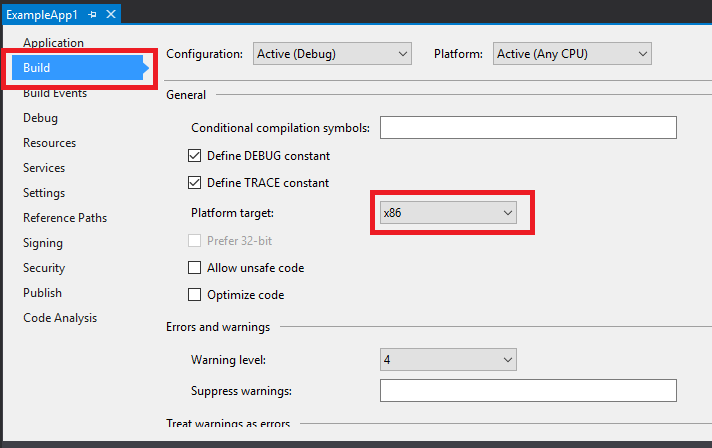 ExampleApp1
Application
Build
Build Events
Debug
Resources
Services
Settings
Reference Paths
Signing
Security
Publish
Code Analysis
Configuration: Active (Debug) Platform: Active (Any CPU)
General
Conditional compilation symbols:
Define DEBUG constant
Define TRACE constant
Platform target: x86
Prefer 32-bit
Allow unsafe code
Optimize code
Errors and warnings
Warning level: 4
Suppress warnings:
Treat warnings as errors